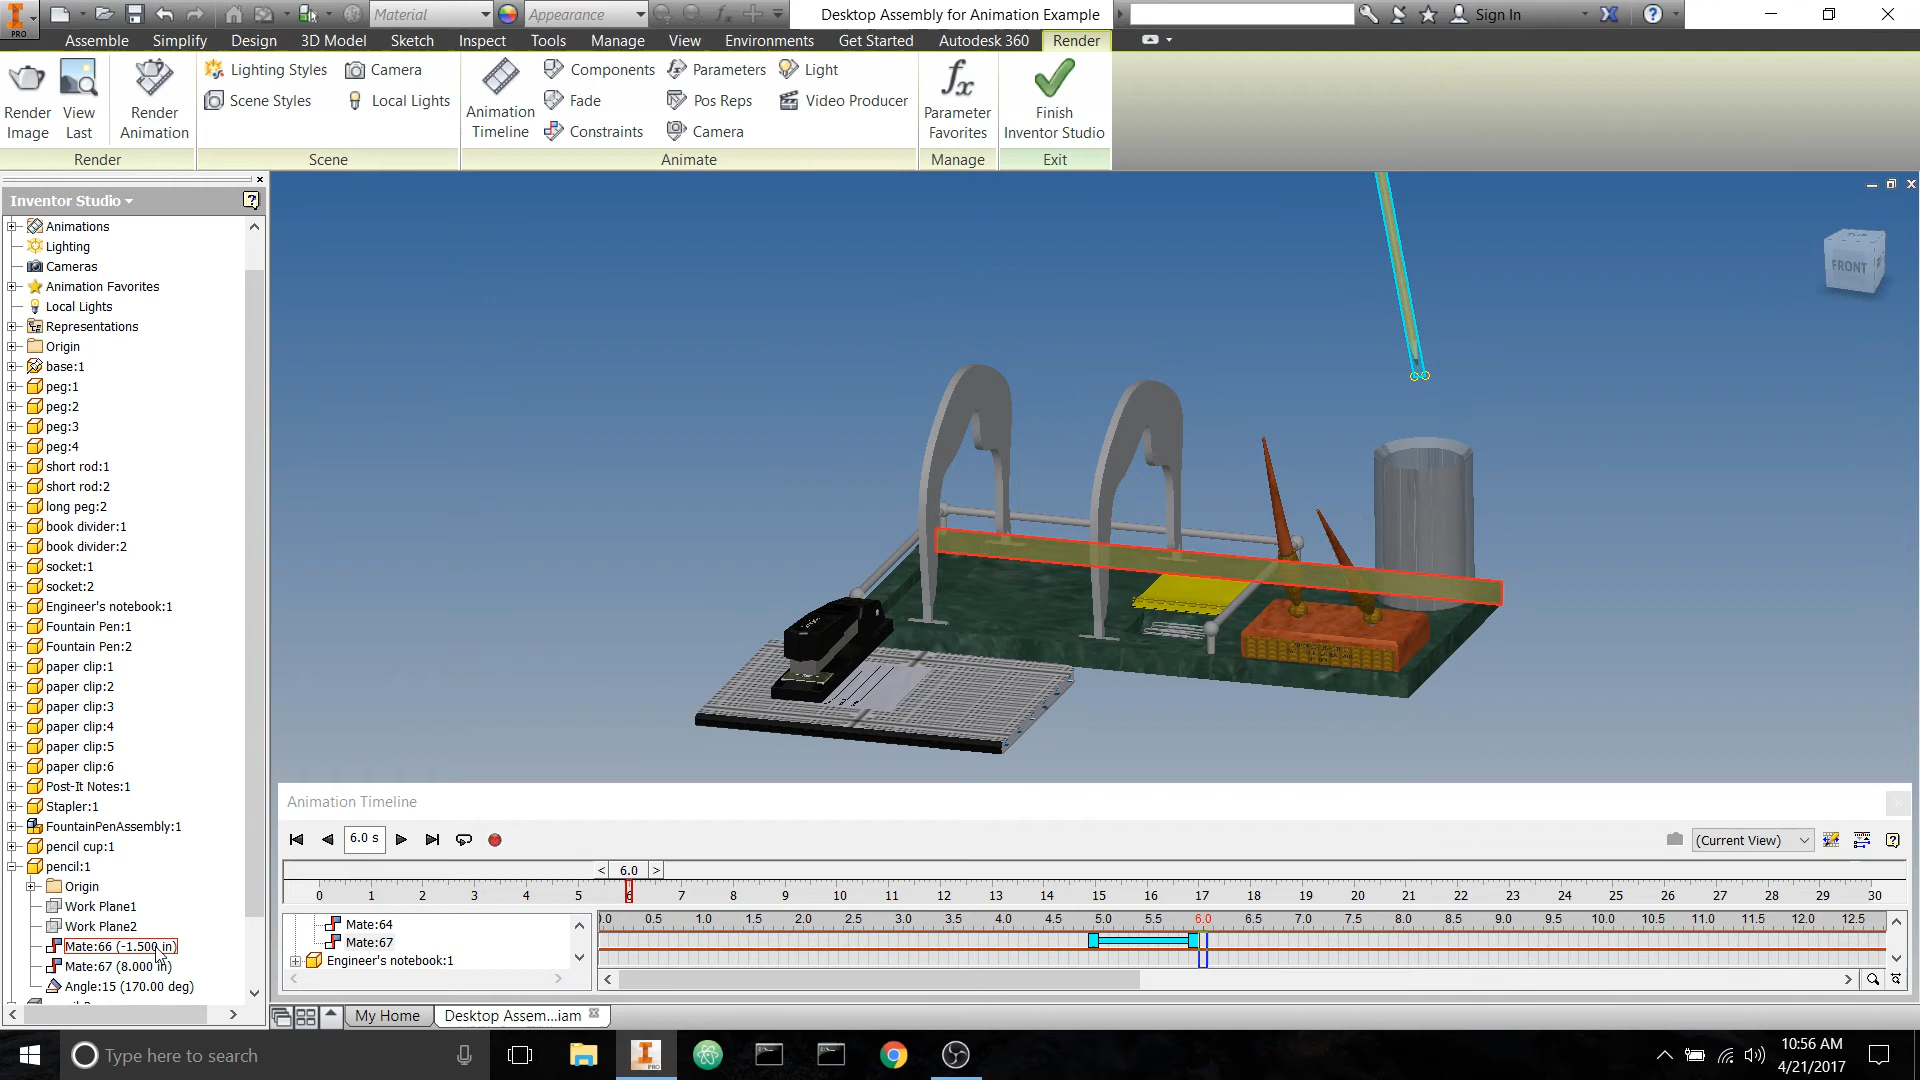 Material
Appearance
Desktop Assembly for Animation Example
Sign In
PRO
Assemble Simplify Design 3D Model Sketch Inspect Tools Manage View Environments Get Started Autodesk 360 Render
Render Image
View Last
Render Animation
Render
Lighting Styles
Scene Styles
Camera
Local Lights
Scene
Animation Timeline
Components
Fade
Constraints
Parameters
Pos Reps
Camera
Light
Video Producer
Animate
fx
Parameter Favorites
Manage
Finish Inventor Studio
Exit
Inventor Studio
Animations
Lighting
Cameras
Animation Favorites
Local Lights
Representations
Origin
base:1
peg:1
peg:2
peg:3
peg:4
short rod:1
short rod:2
long peg:2
book divider:1
book divider:2
socket:1
socket:2
Engineer's notebook:1
Fountain Pen:1
Fountain Pen:2
paper clip:1
paper clip:2
paper clip:3
paper clip:4
paper clip:5
paper clip:6
Post-It Notes:1
Stapler:1
FountainPenAssembly:1
pencil cup:1
pencil:1
Origin
Work Plane1
Work Plane2
Mate:66 (-1.500 in)
Mate:67 (8.000 in)
Angle:15 (170.00 deg)
FRONT
Animation Timeline
6.0 s
(Current View)
< 6.0 >
0 1 2 3 4 5 6 7 8 9 10 11 12 13 14 15 16 17 18 19 20 21 22 23 24 25 26 27 28 29 30
Mate:64
Mate:67
Engineer's notebook:1
0.0 0.5 1.0 1.5 2.0 2.5 3.0 3.5 4.0 4.5 5.0 5.5 6.0 6.5 7.0 7.5 8.0 8.5 9.0 9.5 10.0 10.5 11.0 11.5 12.0 12.5
My Home
Desktop Assem...iam
Type here to search
10:56 AM
4/21/2017